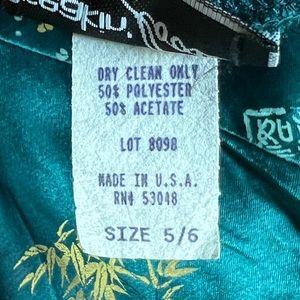 DRY CLEAN ONLY
50% POLYESTER
50% ACETATE
LOT 8098
MADE IN U.S.A.
RN# 53048
SIZE 5/6